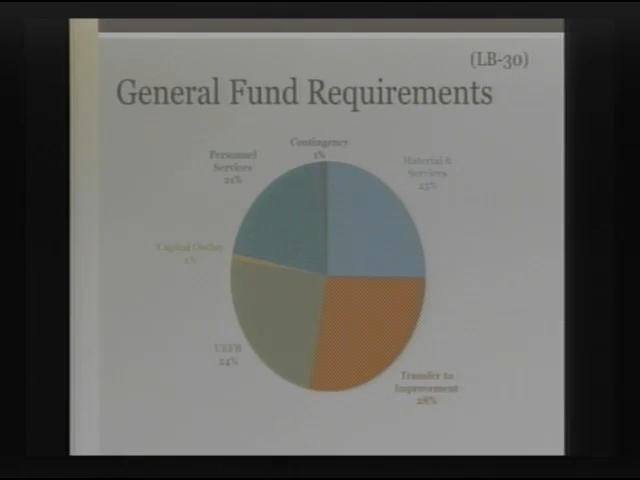 (LB-30)
General Fund Requirements
Contingency
1%
Personnel
Services
21%
Material &
Services
25%
Capital Outlay
1%
UEFB
24%
Transfer to
Improvement
28%